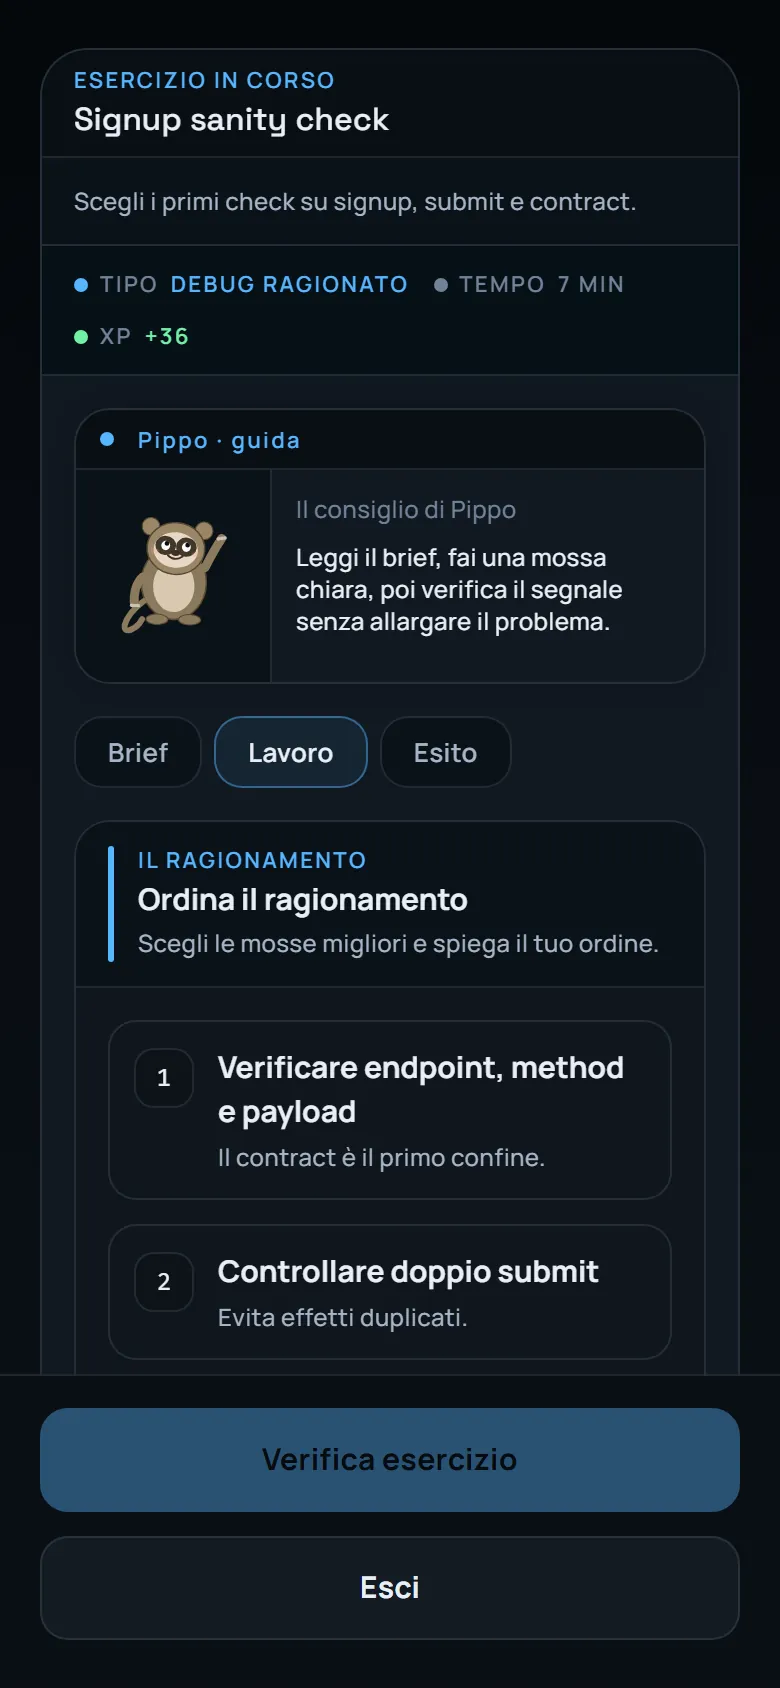 ESERCIZIO IN CORSO
Signup sanity check
Scegli i primi check su signup, submit e contract.
TIPO DEBUG RAGIONATO TEMPO 7 MIN
XP +36
Pippo · guida
Il consiglio di Pippo
Leggi il brief, fai una mossa
chiara, poi verifica il segnale
senza allargare il problema.
Brief Lavoro Esito
IL RAGIONAMENTO
Ordina il ragionamento
Scegli le mosse migliori e spiega il tuo ordine.
1 Verificare endpoint, method
e payload
Il contract è il primo confine.
2 Controllare doppio submit
Evita effetti duplicati.
Verifica esercizio
Esci